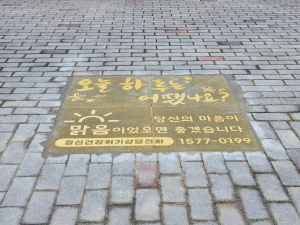 오늘 하루
어땠나요?
당신의 마음이
맑음이었으면 좋겠습니다
정신건강위기상담전화 1577-0199